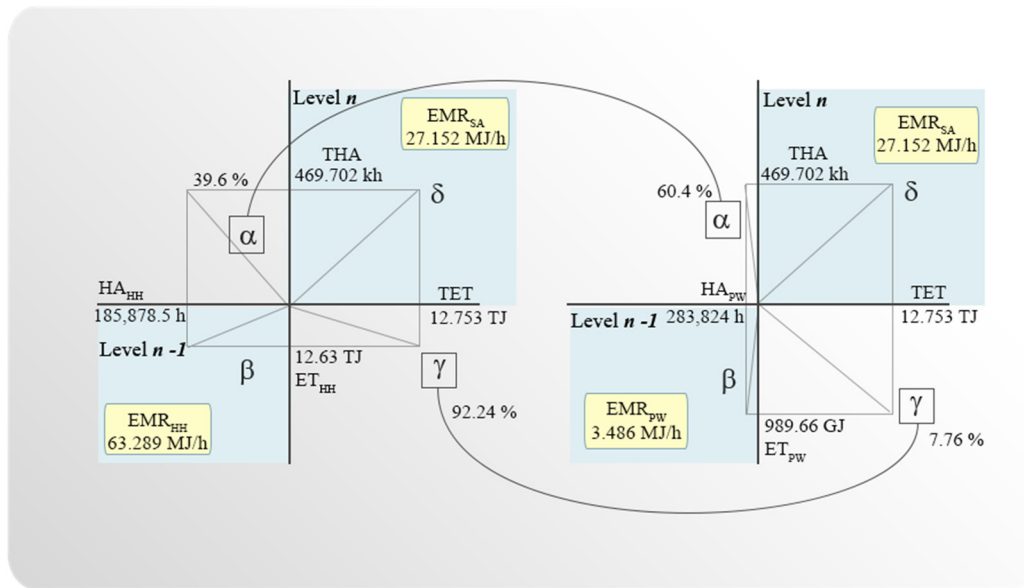 Level n
EMR_SA
27.152 MJ/h
THA
469.702 kh
39.6 %
δ
α
HA_HH
185,878.5 h
TET
12.753 TJ
Level n -1
β
12.63 TJ
ET_HH
γ
92.24 %
EMR_HH
63.289 MJ/h
Level n
EMR_SA
27.152 MJ/h
THA
469.702 kh
60.4 %
δ
α
HA_PW
283,824 h
TET
12.753 TJ
Level n -1
β
γ
7.76 %
989.66 GJ
ET_PW
EMR_PW
3.486 MJ/h